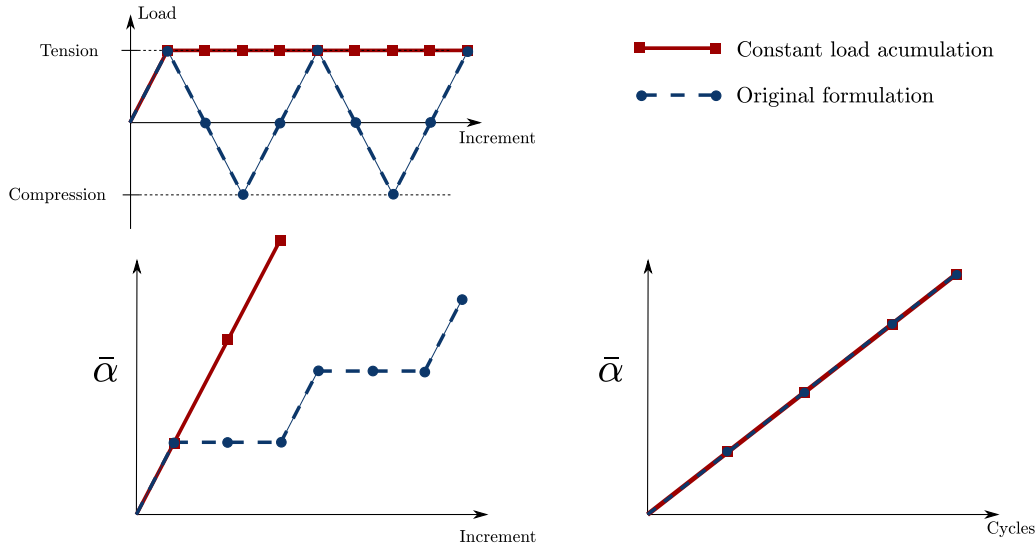 Load
Tension
Increment
Compression
Constant load acumulation
Original formulation
ᾱ
Increment
ᾱ
Cycles